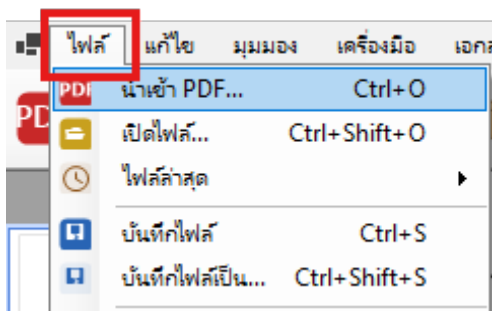 ไฟล์ แก้ไข มุมมอง เครื่องมือ
PDF นำเข้า PDF... Ctrl+O
เปิดไฟล์... Ctrl+Shift+O
ไฟล์ล่าสุด
บันทึกไฟล์ Ctrl+S
บันทึกไฟล์เป็น... Ctrl+Shift+S